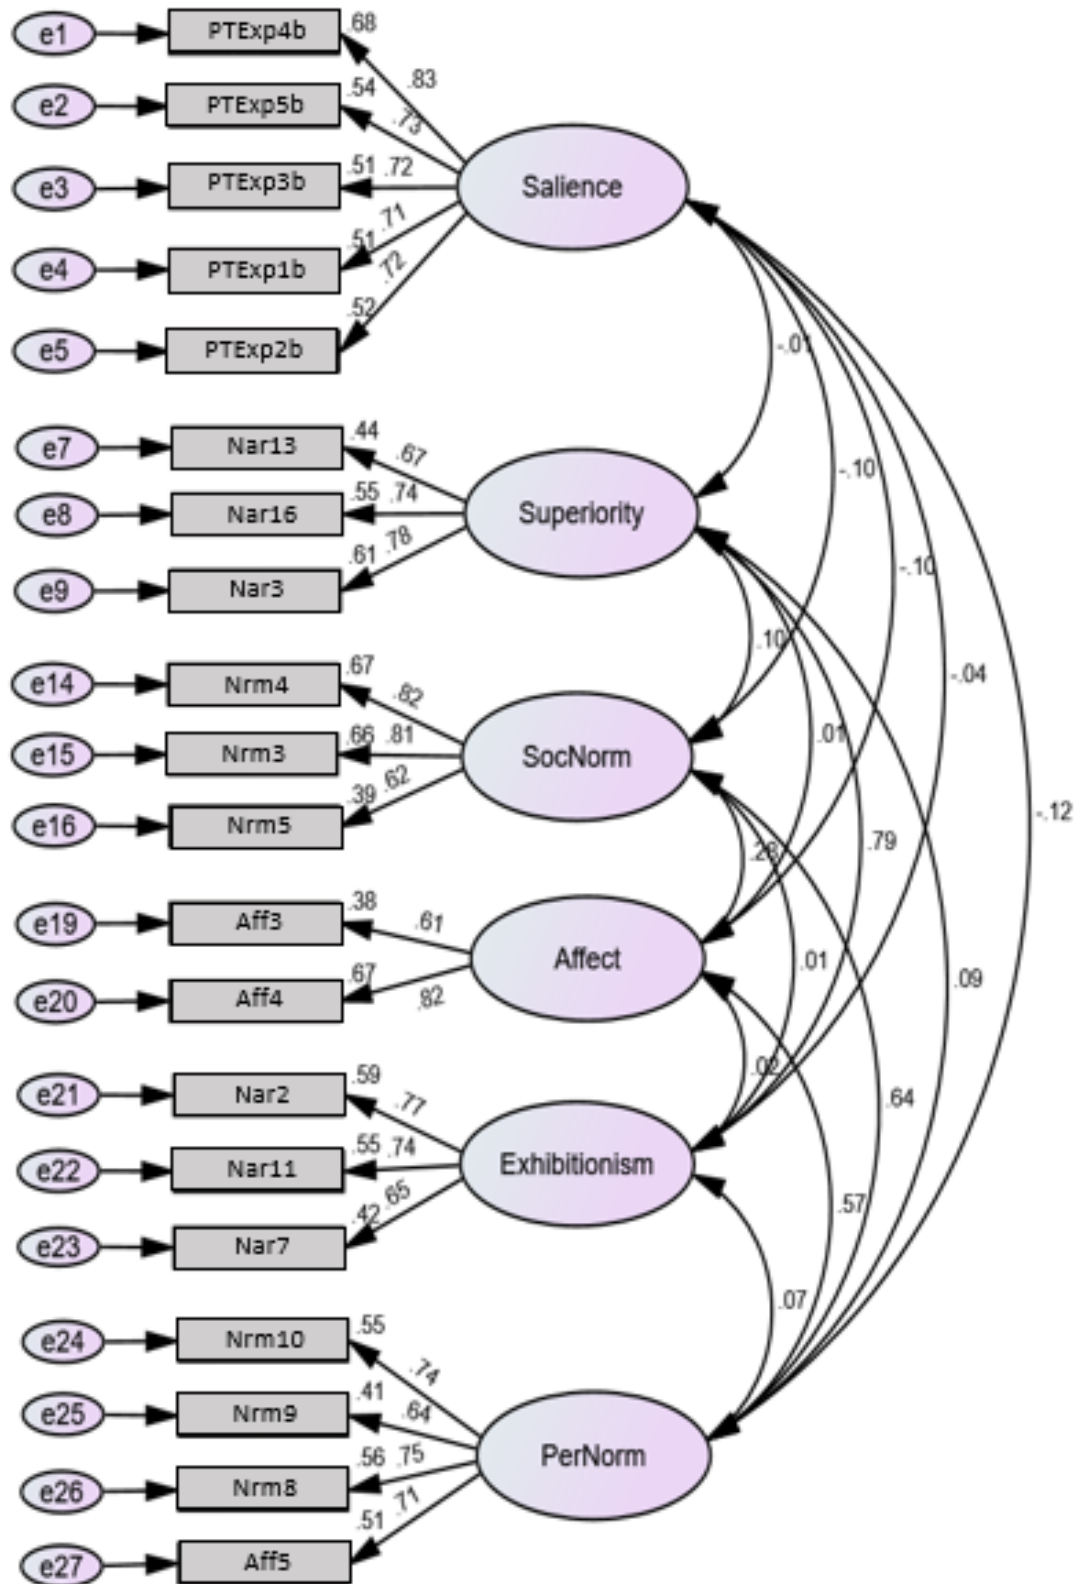 e1 PTExp4b .68
.83
e2 PTExp5b .54
.73
e3 PTExp3b .51 .72
Salience
e4 PTExp1b .51 .71
.72
e5 PTExp2b .52
-.01
e7 Nar13 .44
.67
-.10
e8 Nar16 .55 .74
Superiority
e9 Nar3 .61 .78
-.10
.10
e14 Nrm4 .67
.82
-.04
e15 Nrm3 .66 .81
SocNorm
.01
e16 Nrm5 .39 .62
-.12
.28
.79
e19 Aff3 .38
.61
Affect
.01
.09
e20 Aff4 .67
.82
.02
e21 Nar2 .59
.77
.64
e22 Nar11 .55 .74
Exhibitionism
e23 Nar7 .42 .65
.57
.07
e24 Nrm10 .55
.74
e25 Nrm9 .41
.64
PerNorm
e26 Nrm8 .56 .75
e27 Aff5 .51 .71